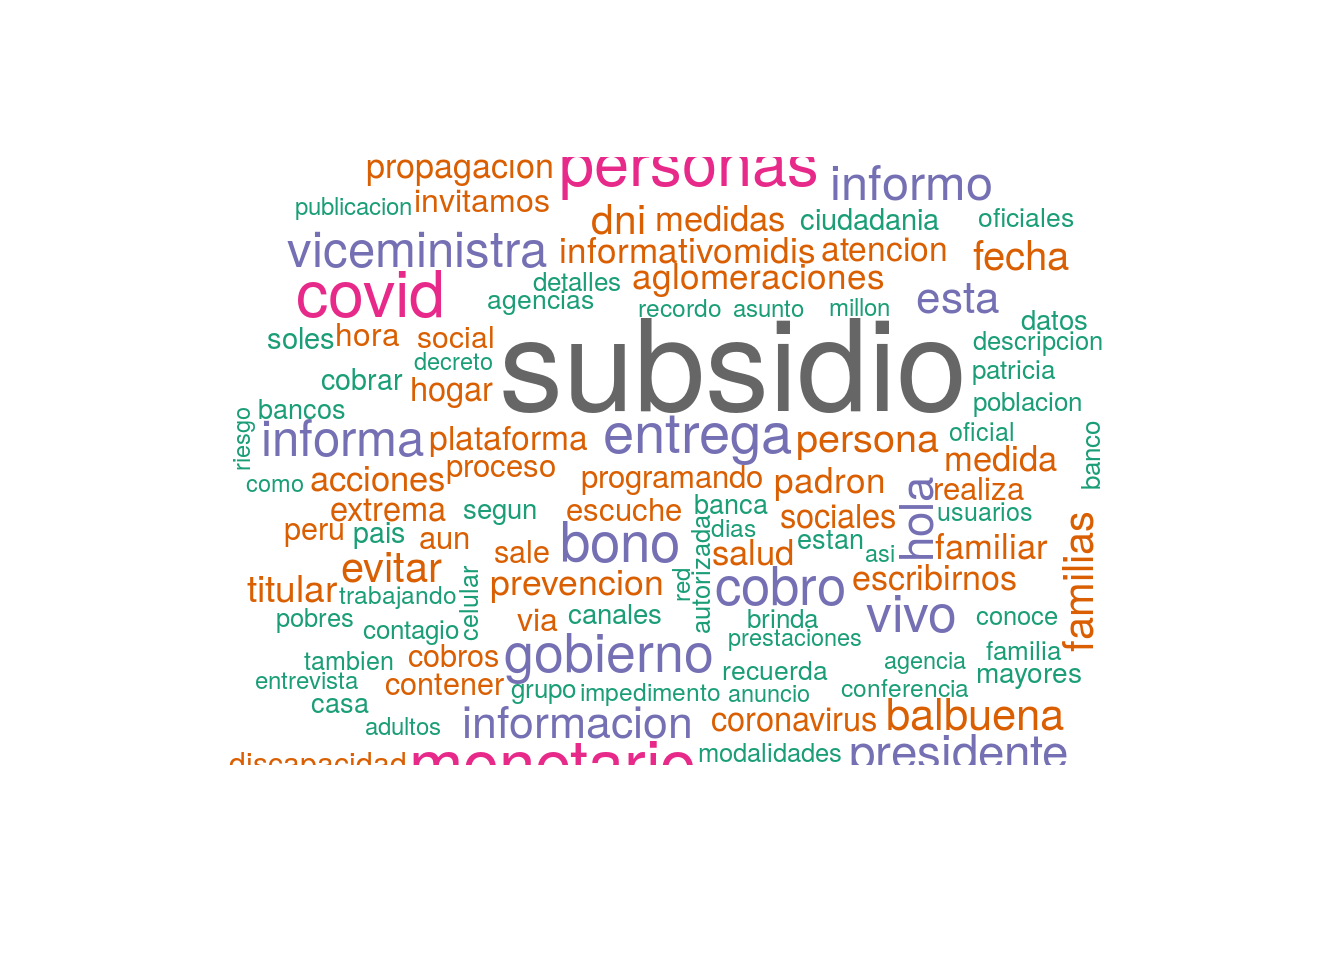 propagacion personas informo
publicacion invitamos
dni medidas ciudadania oficiales
viceministra informativomidis atencion fecha
covid detalles aglomeraciones
agencias recordo asunto millon esta
soles hora social datos
descripcion
decreto subsidio patricia
cobrar hogar poblacion
riesgo bancos
informa plataforma entrega persona oficial
banco
medida
como acciones proceso programando padron realiza
hola
extrema segun escuche banca sociales usuarios
peru pais aun autorizada dias estan
sale bono salud asi familiar familias
evitar
titular trabajando celular prevencion red cobro escribirnos
pobres contagio via canales brinda vivo conoce
prestaciones
tambien cobros gobierno recuerda agencia familia
mayores
entrevista contener grupo impedimento anuncio conferencia
casa
adultos informacion coronavirus balbuena
discapacidad monetario modalidades presidente